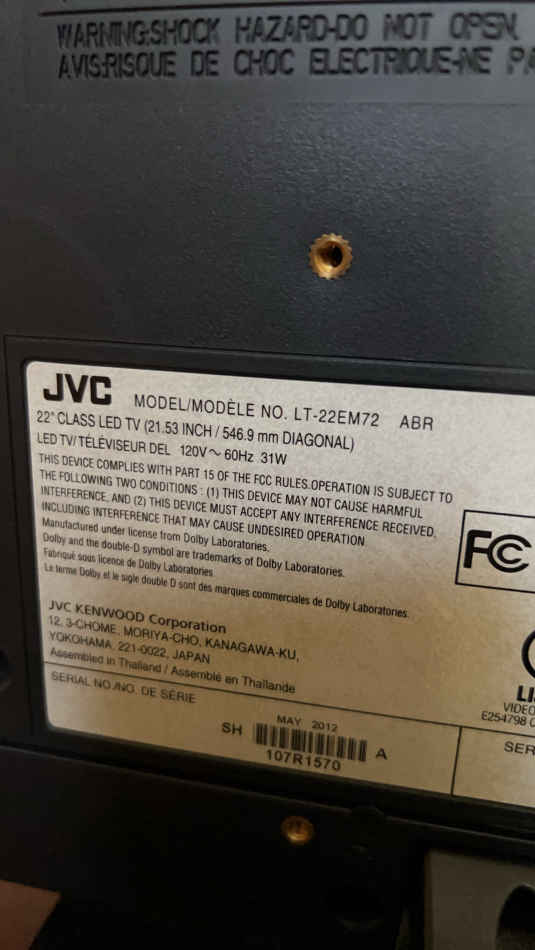 WARNING:SHOCK HAZARD-DO NOT OPEN.
AVIS:RISQUE DE CHOC ELECTRIQUE-NE PA
JVC MODEL/MODÈLE NO. LT-22EM72 ABR
22" CLASS LED TV (21.53 INCH / 546.9 mm DIAGONAL)
LED TV/TÉLÉVISEUR DEL 120V~ 60Hz 31W
THIS DEVICE COMPLIES WITH PART 15 OF THE FCC RULES.OPERATION IS SUBJECT TO
THE FOLLOWING TWO CONDITIONS : (1) THIS DEVICE MAY NOT CAUSE HARMFUL
INTERFERENCE, AND (2) THIS DEVICE MUST ACCEPT ANY INTERFERENCE RECEIVED,
INCLUDING INTERFERENCE THAT MAY CAUSE UNDESIRED OPERATION
Manufactured under license from Dolby Laboratories.
Dolby and the double-D symbol are trademarks of Dolby Laboratories.
Fabriqué sous licence de Dolby Laboratories
Le terme Dolby et le sigle double D sont des marques commerciales de Dolby Laboratories.
FC
JVC KENWOOD Corporation
12, 3-CHOME, MORIYA-CHO, KANAGAWA-KU,
YOKOHAMA, 221-0022, JAPAN
Assembled in Thailand / Assemblé en Thaïlande
LI
VIDEO
E254798
SERIAL NO./NO. DE SÉRIE
SER
MAY 2012
SH A
107R1570